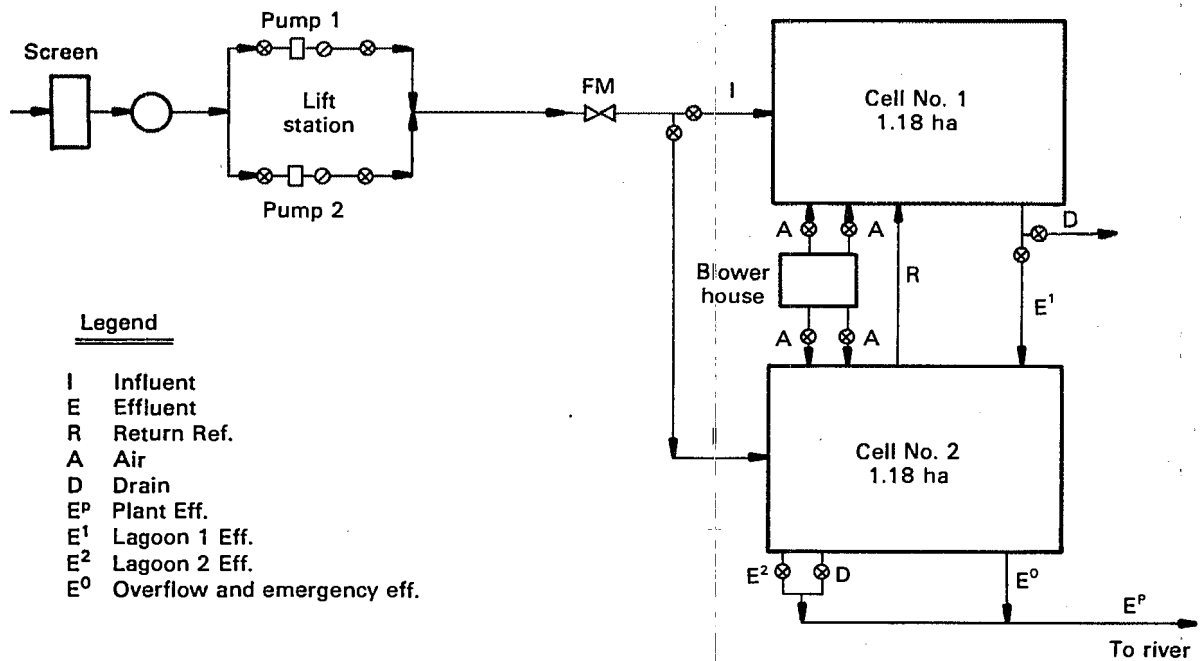 Pump 1
Screen
Lift
station
Pump 2
FM
I
Cell No. 1
1.18 ha
A
A
D
Blower
house
R
E¹
A
A
I
Cell No. 2
1.18 ha
E²
D
E⁰
Eᵖ
To river
Legend
I Influent
E Effluent
R Return Ref.
A Air
D Drain
Eᵖ Plant Eff.
E¹ Lagoon 1 Eff.
E² Lagoon 2 Eff.
E⁰ Overflow and emergency eff.